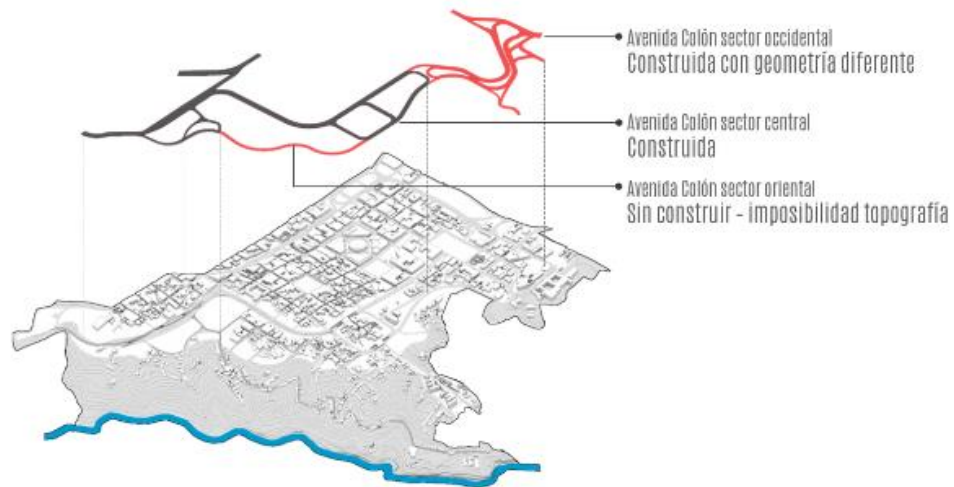 Avenida Colón sector occidental
Construida con geometría diferente
Avenida Colón sector central
Construida
Avenida Colón sector oriental
Sin construir - imposibilidad topografía